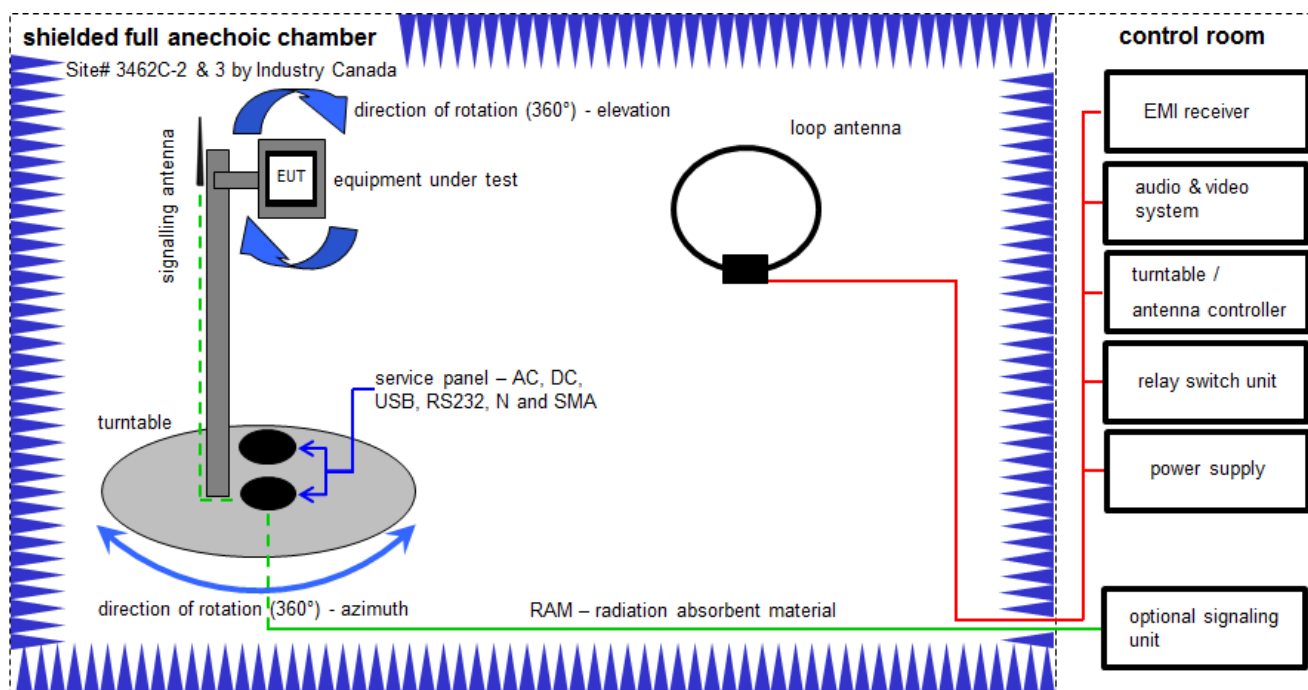 shielded full anechoic chamber
Site# 3462C-2 & 3 by Industry Canada
direction of rotation (360°) - elevation
signalling antenna
EUT
equipment under test
loop antenna
service panel – AC, DC,
USB, RS232, N and SMA
turntable
direction of rotation (360°) - azimuth
RAM – radiation absorbent material
control room
EMI receiver
audio & video
system
turntable /
antenna controller
relay switch unit
power supply
optional signaling
unit